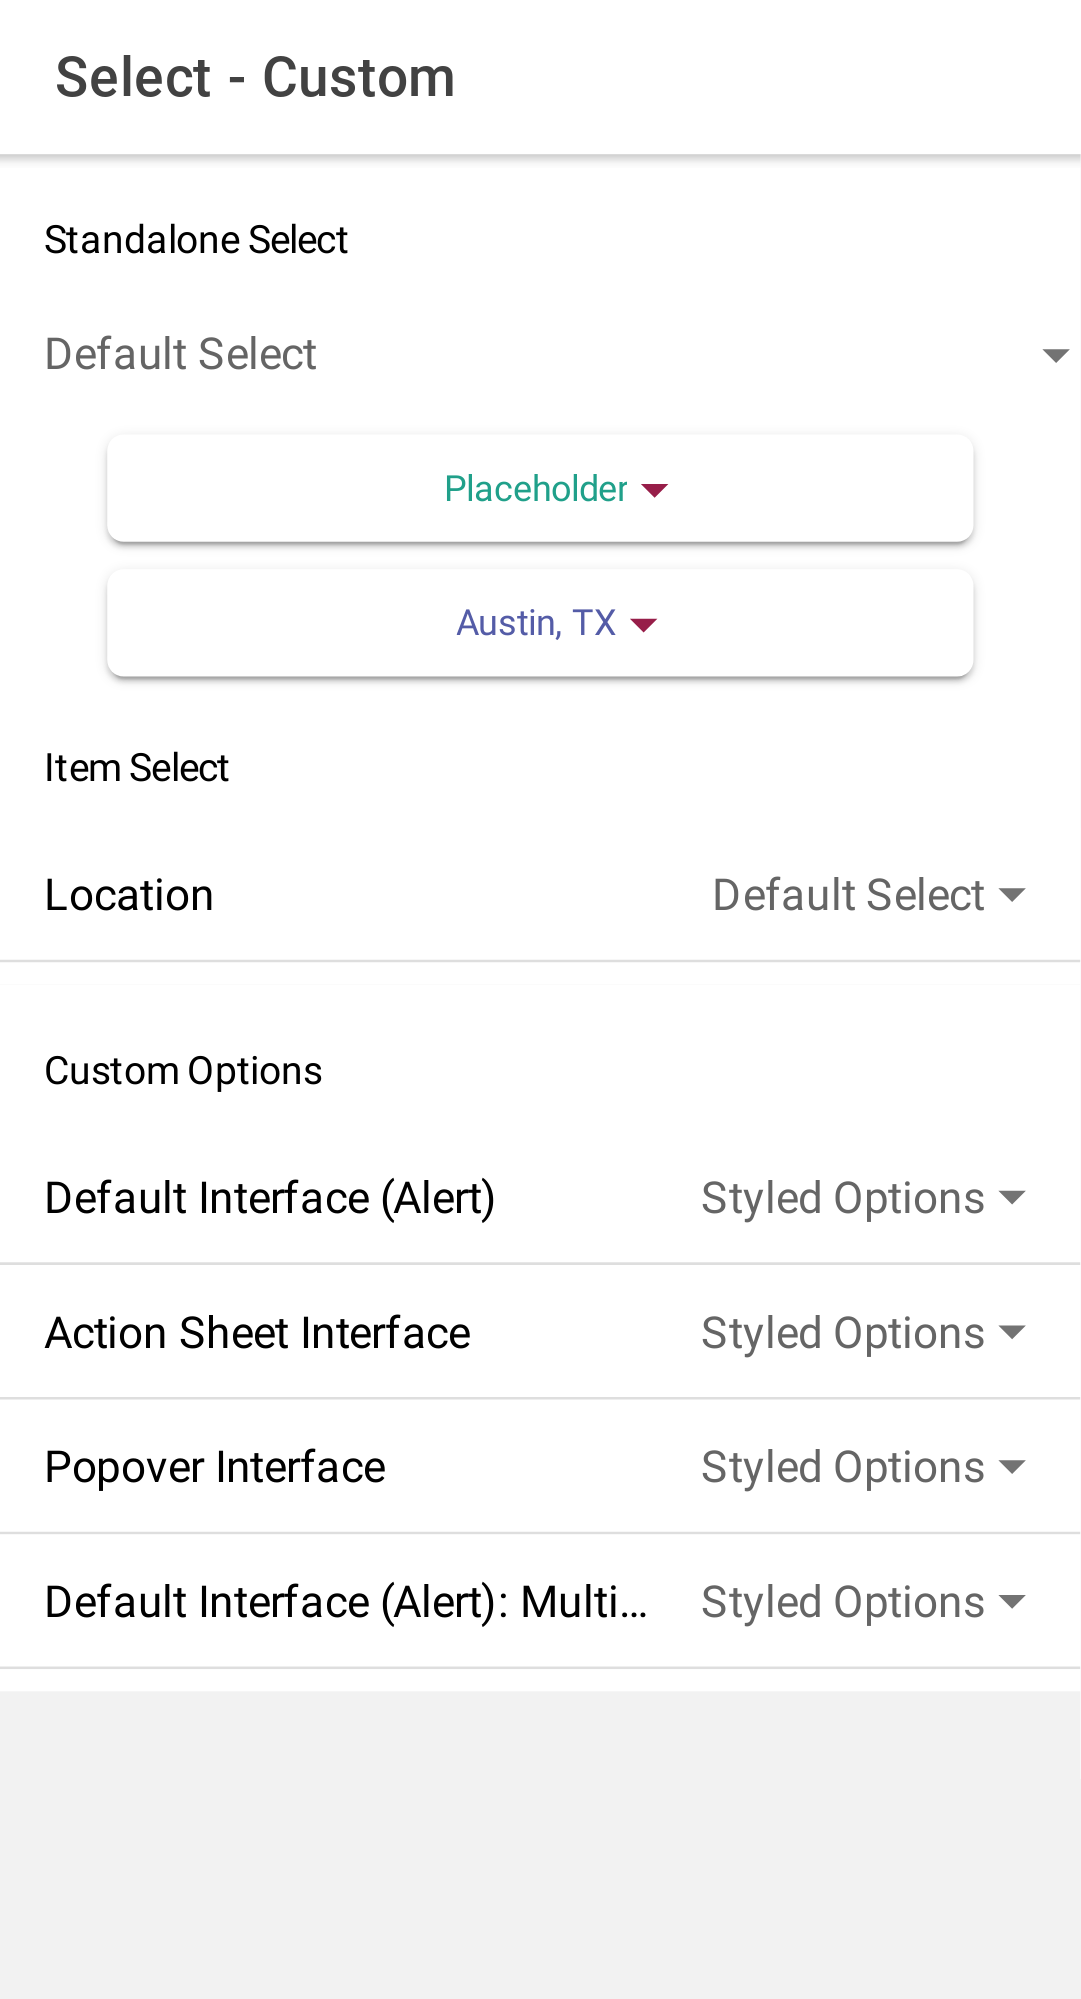 Select - Custom
Standalone Select
Default Select
Placeholder
Austin, TX
Item Select
Location Default Select
Custom Options
Default Interface (Alert) Styled Options
Action Sheet Interface Styled Options
Popover Interface Styled Options
Default Interface (Alert): Multi... Styled Options